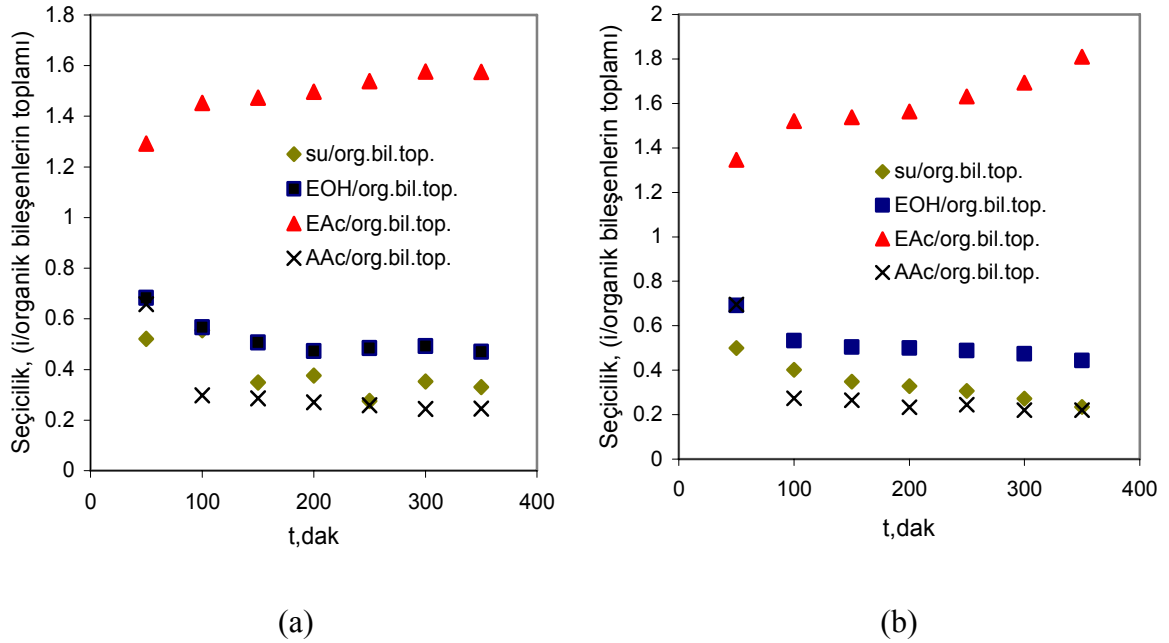 Seçicilik, (i/organik bileşenlerin toplamı)
1.8
1.6
1.4
1.2
1
0.8
0.6
0.4
0.2
0
0
100
200
300
400
t,dak
su/org.bil.top.
EOH/org.bil.top.
EAc/org.bil.top.
AAc/org.bil.top.
(a)
Seçicilik, (i/organik bileşenlerin toplamı)
2
1.8
1.6
1.4
1.2
1
0.8
0.6
0.4
0.2
0
0
100
200
300
400
t,dak
su/org.bil.top.
EOH/org.bil.top.
EAc/org.bil.top.
AAc/org.bil.top.
(b)